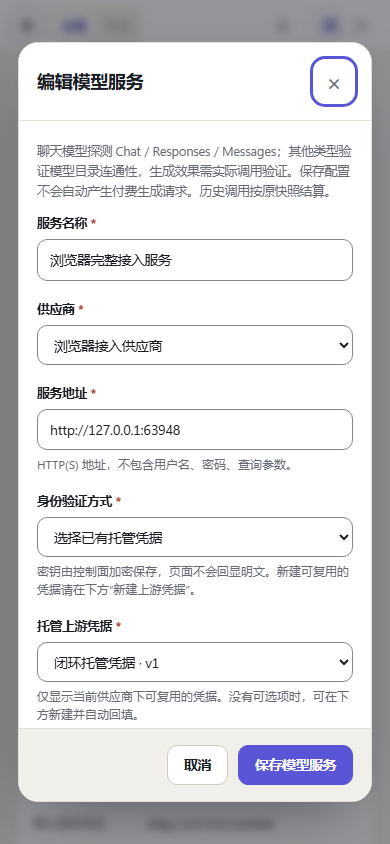 编辑模型服务
×
聊天模型探测 Chat / Responses / Messages；其他类型验
证模型目录连通性，生成效果需实际调用验证。保存配置
不会自动产生付费生成请求。历史调用按原快照结算。
服务名称 *
浏览器完整接入服务
供应商 *
浏览器接入供应商
服务地址 *
http://127.0.0.1:63948
HTTP(S) 地址，不包含用户名、密码、查询参数。
身份验证方式 *
选择已有托管凭据
密钥由控制面加密保存，页面不会回显明文。新建可复用的
凭据请在下方“新建上游凭据”。
托管上游凭据 *
闭环托管凭据 · v1
仅显示当前供应商下可复用的凭据。没有可选项时，可在下
方新建并自动回填。
取消
保存模型服务